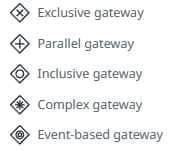 Exclusive gateway
Parallel gateway
Inclusive gateway
Complex gateway
Event-based gateway